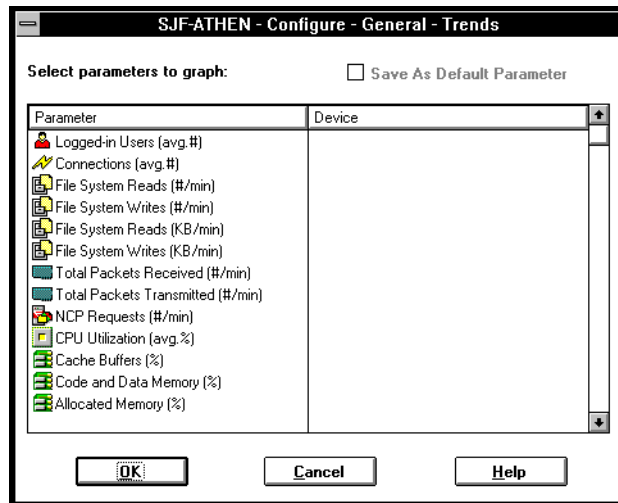 SJF-ATHEN - Configure - General - Trends
Select parameters to graph:
Save As Default Parameter
Parameter
Device
Logged-in Users (avg.#)
Connections (avg.#)
File System Reads (#/min)
File System Writes (#/min)
File System Reads (KB/min)
File System Writes (KB/min)
Total Packets Received (#/min)
Total Packets Transmitted (#/min)
NCP Requests (#/min)
CPU Utilization (avg.%)
Cache Buffers (%)
Code and Data Memory (%)
Allocated Memory (%)
OK
Cancel
Help